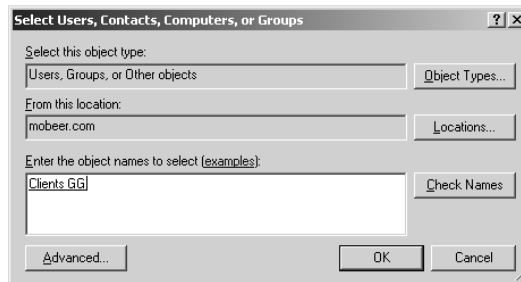 Select Users, Contacts, Computers, or Groups
Select this object type:
Users, Groups, or Other objects
Object Types...
From this location:
mobeer.com
Locations...
Enter the object names to select (examples):
Clients GG
Check Names
Advanced...
OK
Cancel